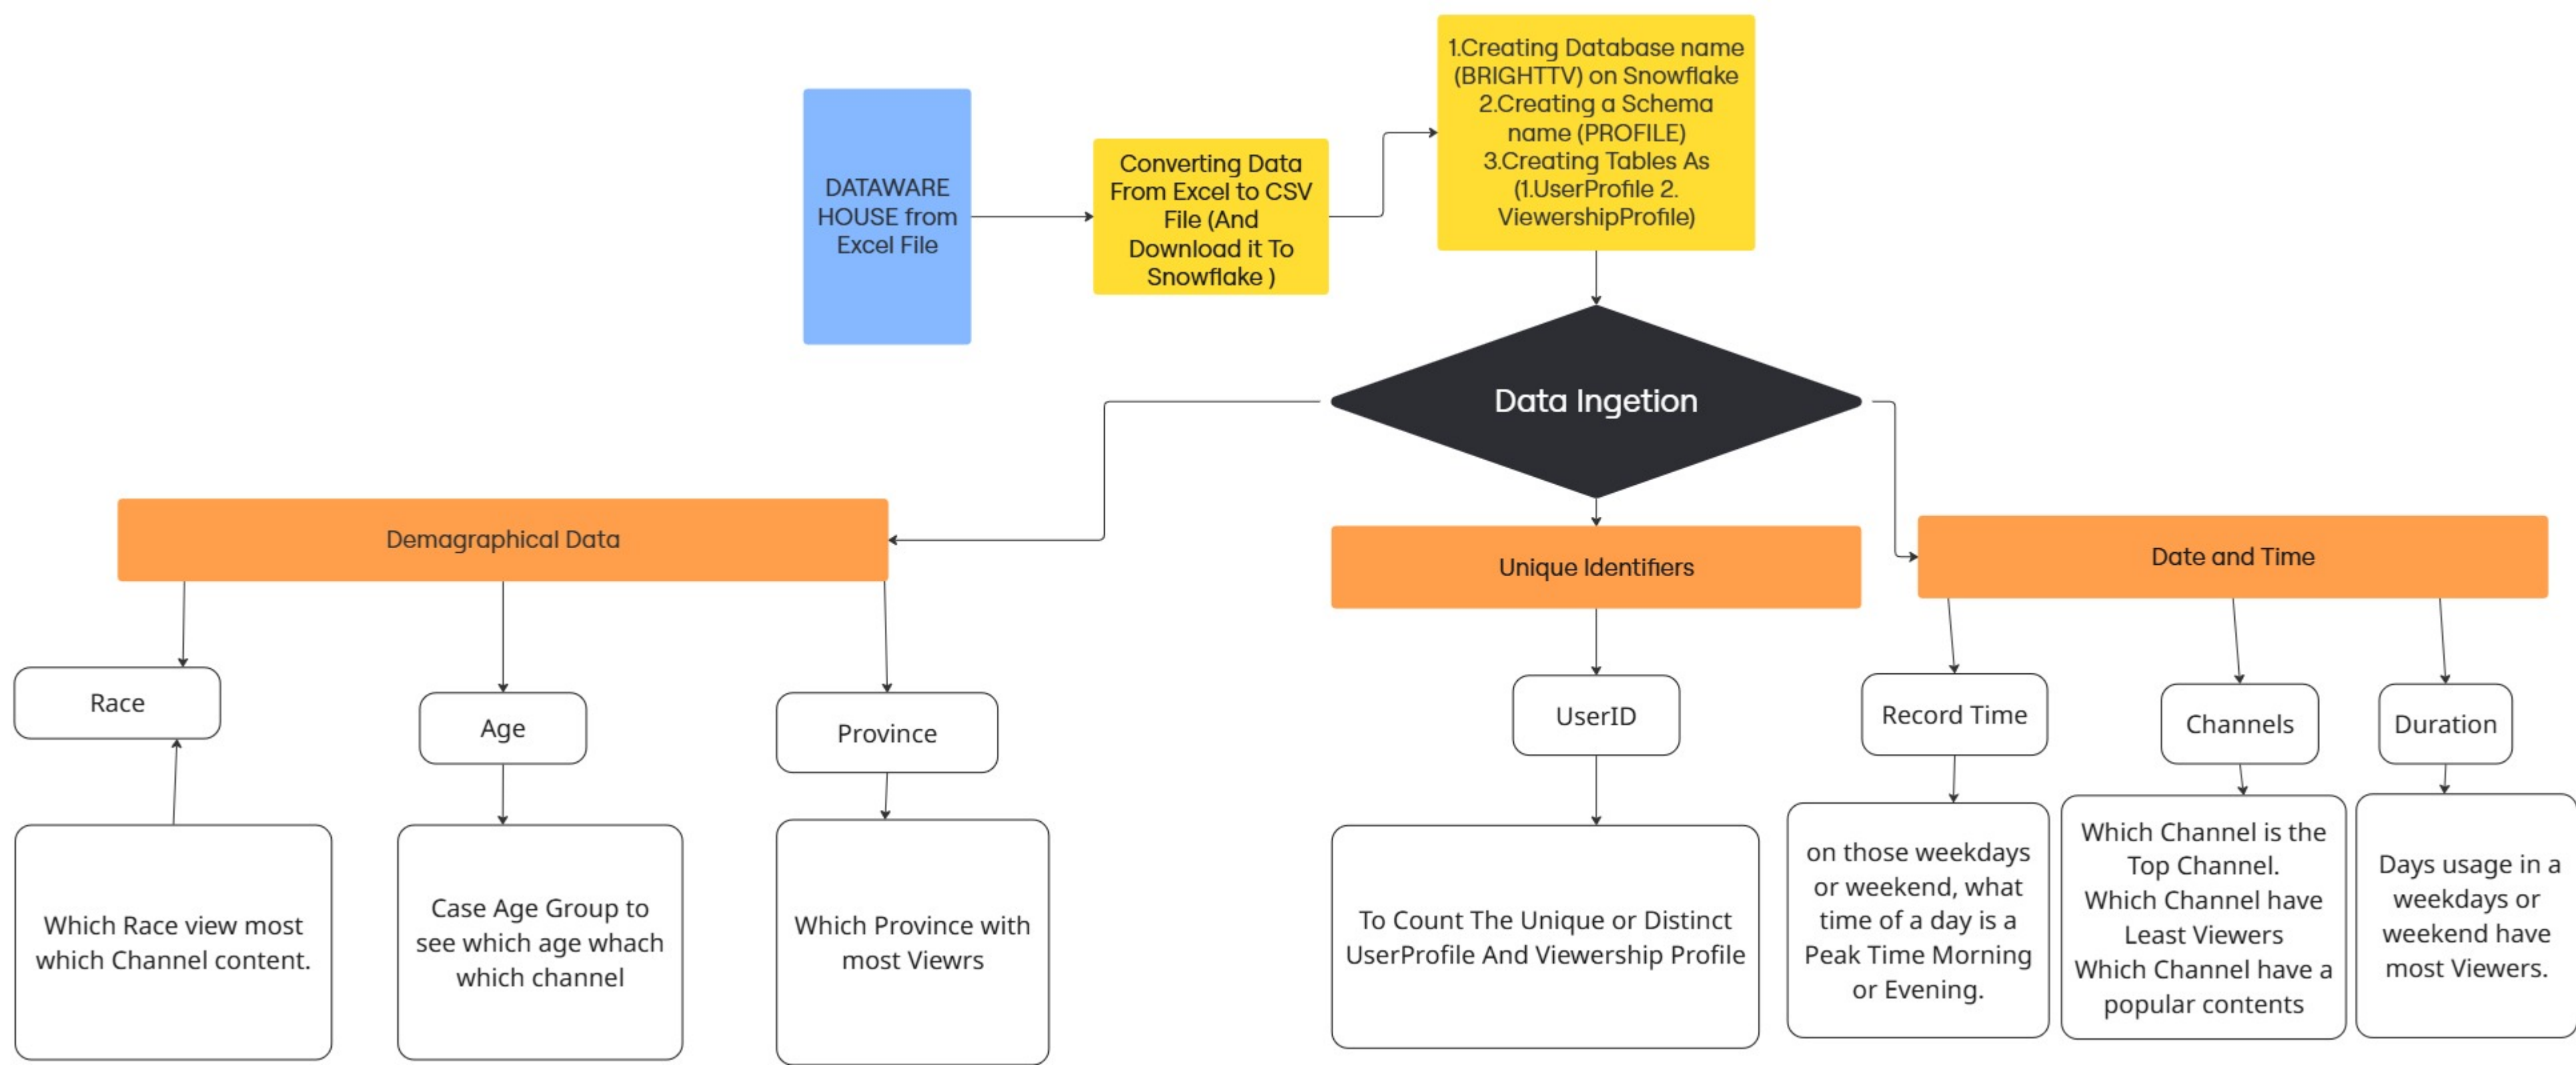 1.Creating Database name
(BRIGHTTV) on Snowflake
2.Creating a Schema
name (PROFILE)
3.Creating Tables As
(1.UserProfile 2.
ViewershipProfile)
DATAWARE
HOUSE from
Excel File
Converting Data
From Excel to CSV
File (And
Download it To
Snowflake )
Data Ingetion
Demagraphical Data
Unique Identifiers
Date and Time
Race
Age
Province
UserID
Record Time
Channels
Duration
Which Race view most
which Channel content.
Case Age Group to
see which age whach
which channel
Which Province with
most Viewrs
To Count The Unique or Distinct
UserProfile And Viewership Profile
on those weekdays
or weekend, what
time of a day is a
Peak Time Morning
or Evening.
Which Channel is the
Top Channel.
Which Channel have
Least Viewers
Which Channel have a
popular contents
Days usage in a
weekdays or
weekend have
most Viewers.